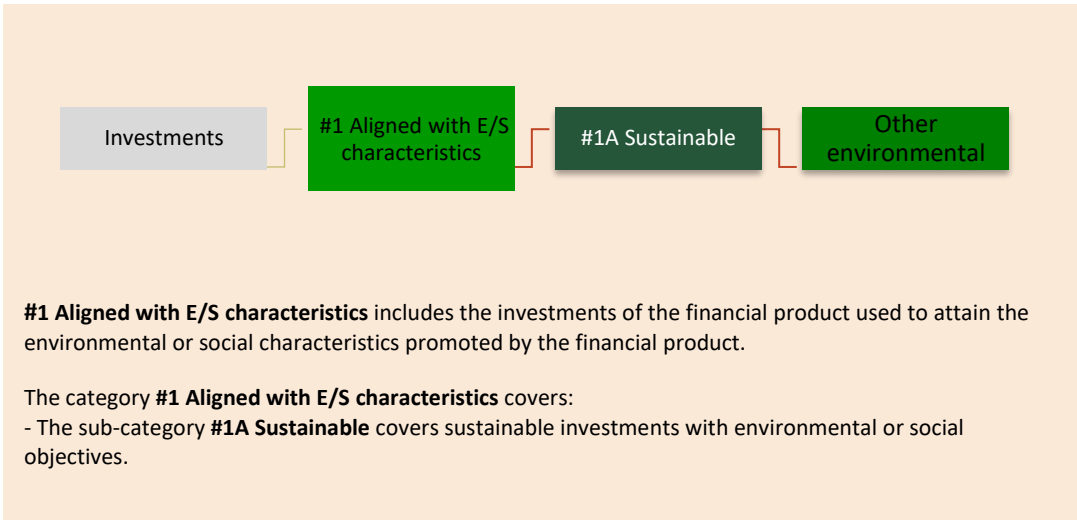 Investments
#1 Aligned with E/S
characteristics
#1A Sustainable
Other
environmental
#1 Aligned with E/S characteristics includes the investments of the financial product used to attain the
environmental or social characteristics promoted by the financial product.
The category #1 Aligned with E/S characteristics covers:
- The sub-category #1A Sustainable covers sustainable investments with environmental or social
objectives.